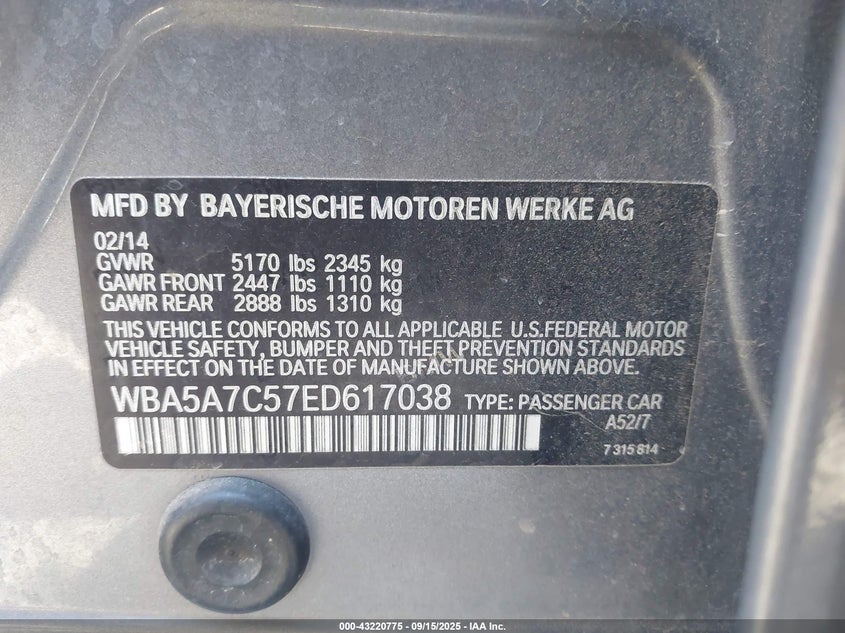 MFD BY BAYERISCHE MOTOREN WERKE AG
02/14
GVWR 5170 lbs 2345 kg
GAWR FRONT 2447 lbs 1110 kg
GAWR REAR 2888 lbs 1310 kg
THIS VEHICLE CONFORMS TO ALL APPLICABLE U.S.FEDERAL MOTOR
VEHICLE SAFETY, BUMPER AND THEFT PREVENTION STANDARDS
IN EFFECT ON THE DATE OF MANUFACTURE SHOWN ABOVE.
WBA5A7C57ED617038 TYPE: PASSENGER CAR
A52/7
7 315 814
000-43220775 - 09/15/2025 - IAA Inc.